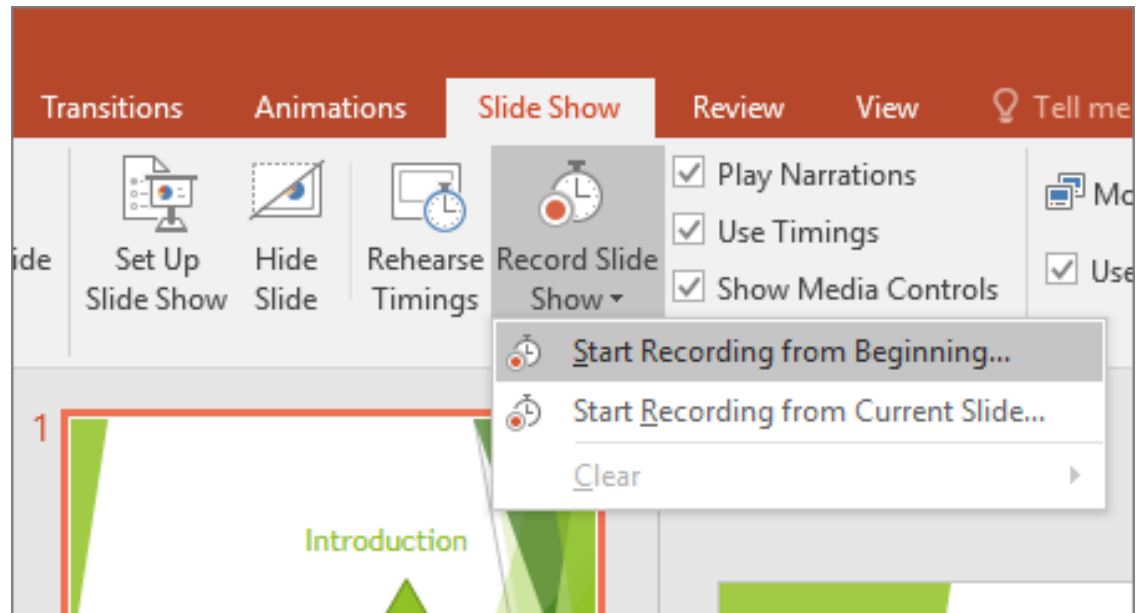 Transitions Animations Slide Show Review View Tell me
Set Up Slide Show
Hide Slide
Rehearse Timings
Record Slide Show
Play Narrations
Use Timings
Show Media Controls
Start Recording from Beginning...
Start Recording from Current Slide...
Clear
1
Introduction